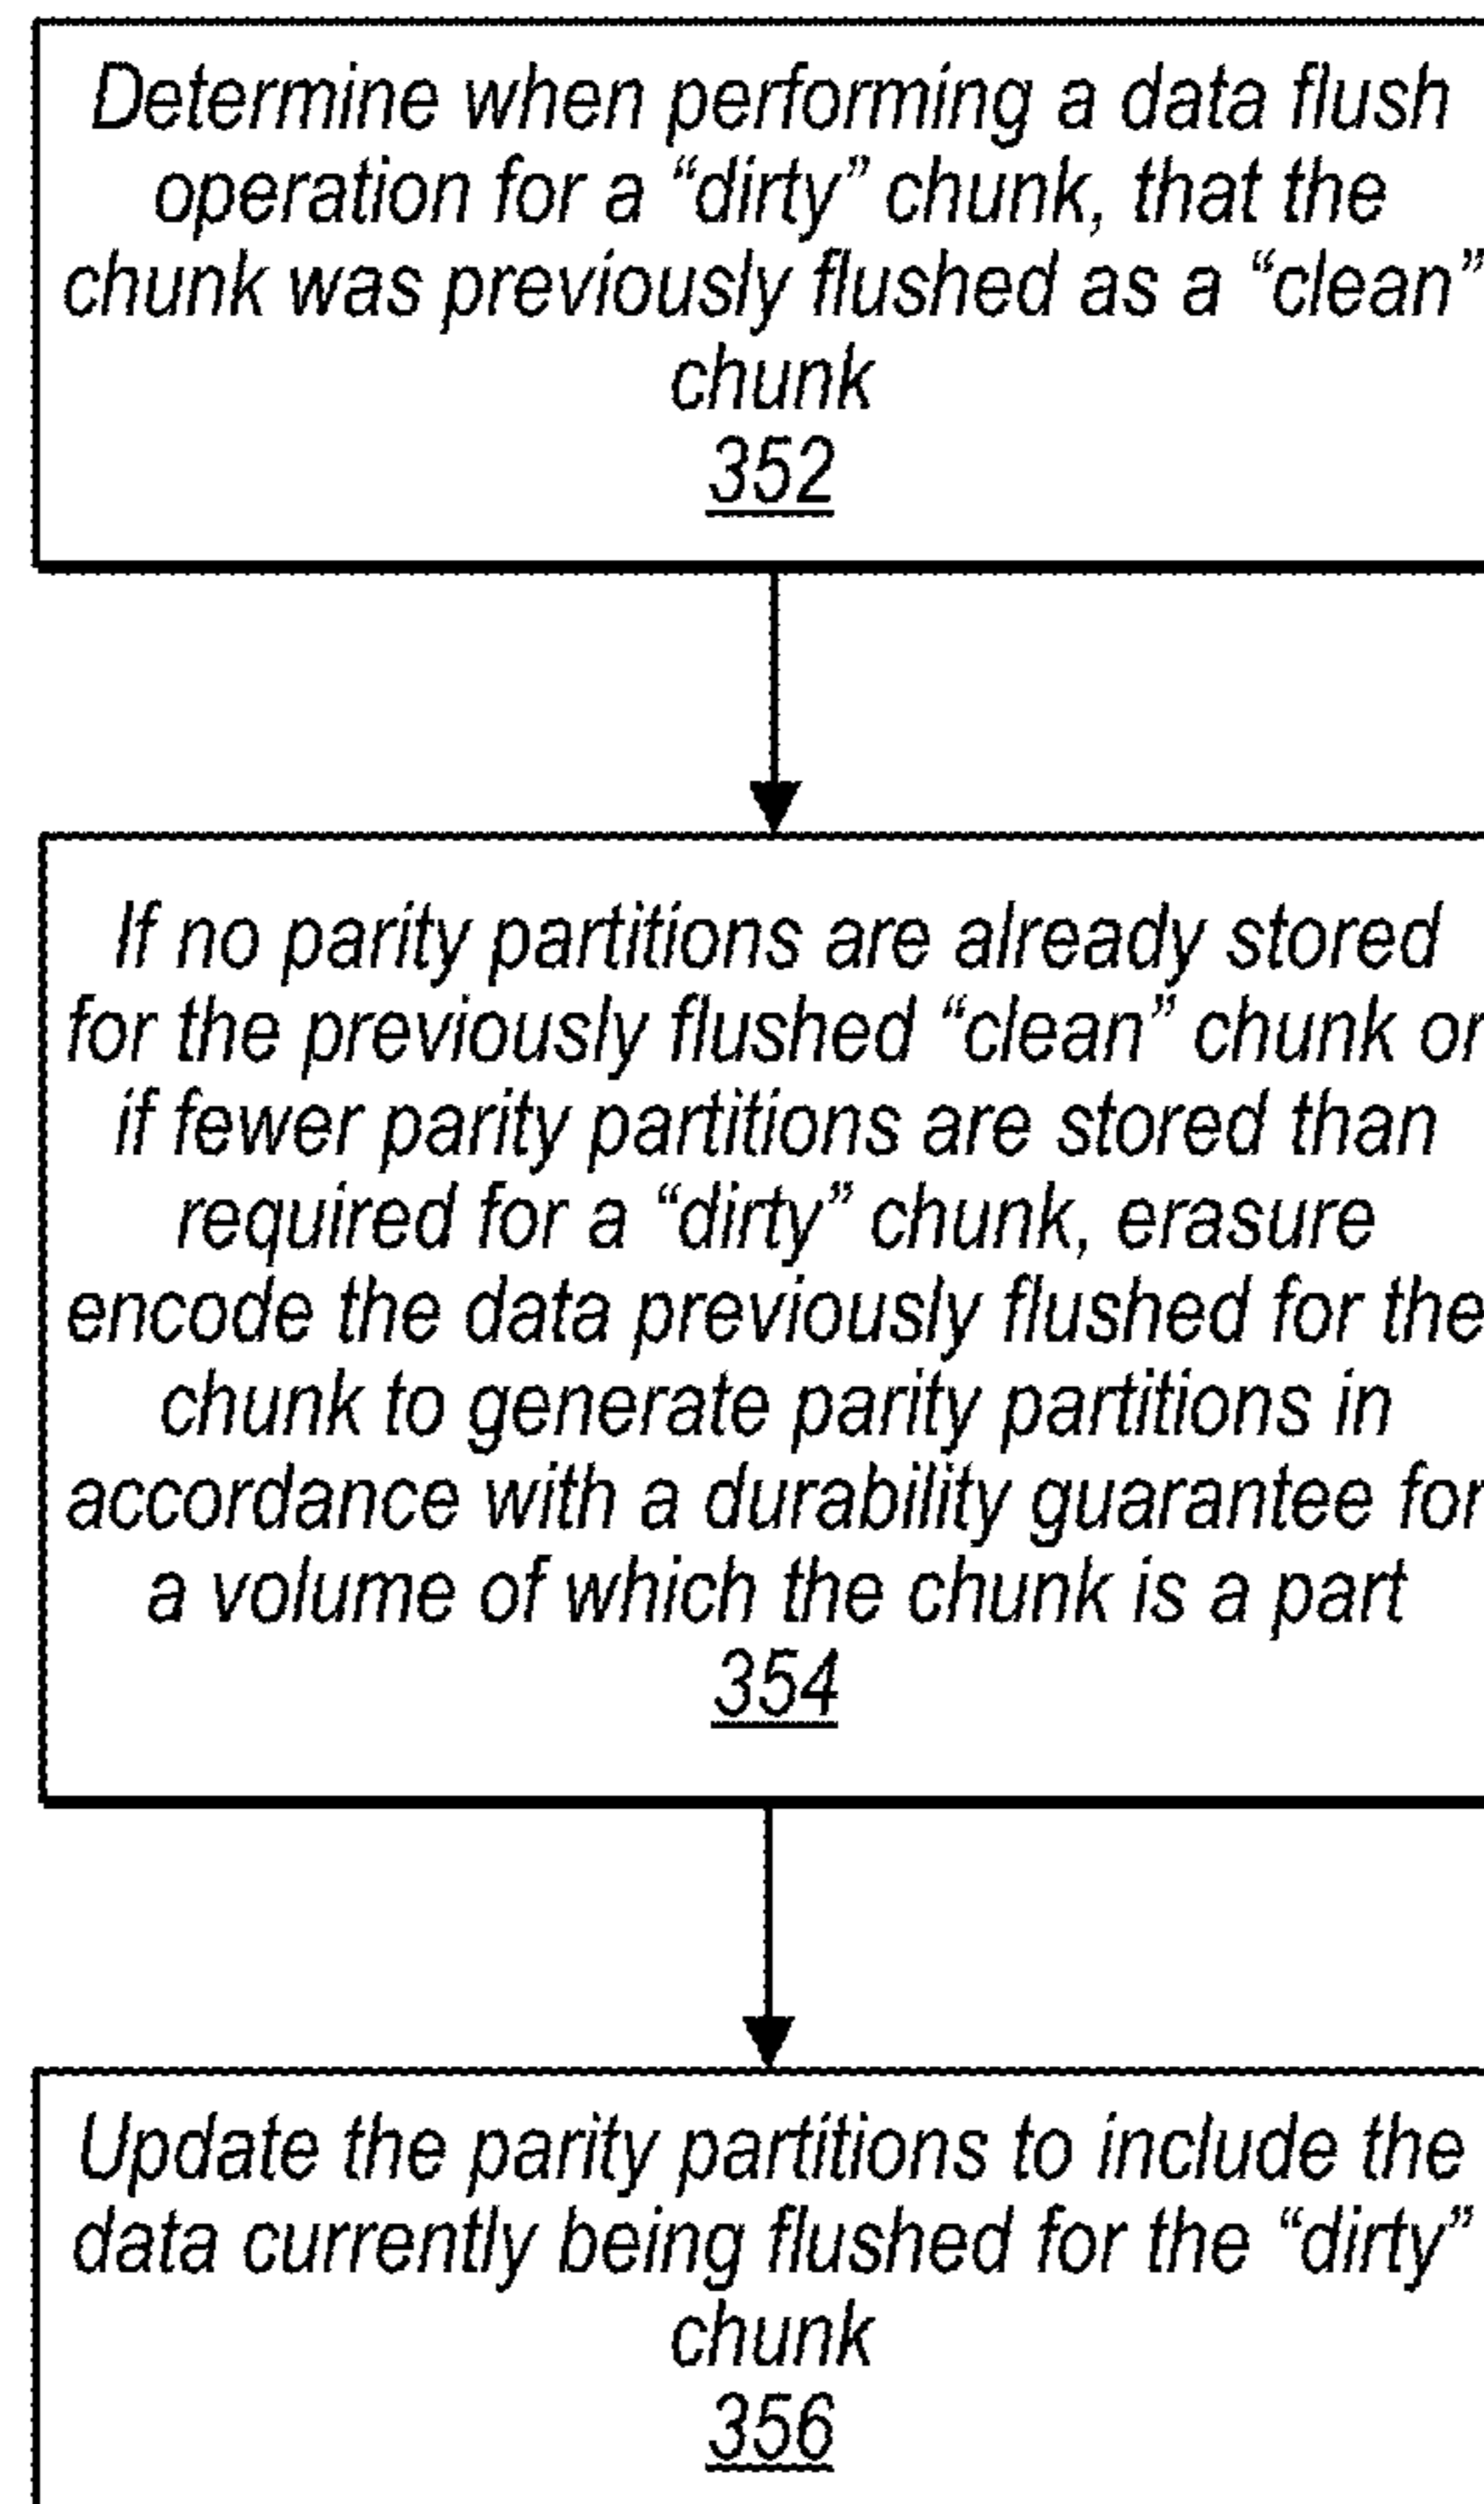 Determine when performing a data flush
operation for a “dirty” chunk, that the
chunk was previously flushed as a “clean”
chunk
352
If no parity partitions are already stored
for the previously flushed “clean” chunk or
if fewer parity partitions are stored than
required for a “dirty” chunk, erasure
encode the data previously flushed for the
chunk to generate parity partitions in
accordance with a durability guarantee for
a volume of which the chunk is a part
354
Update the parity partitions to include the
data currently being flushed for the “dirty”
chunk
356